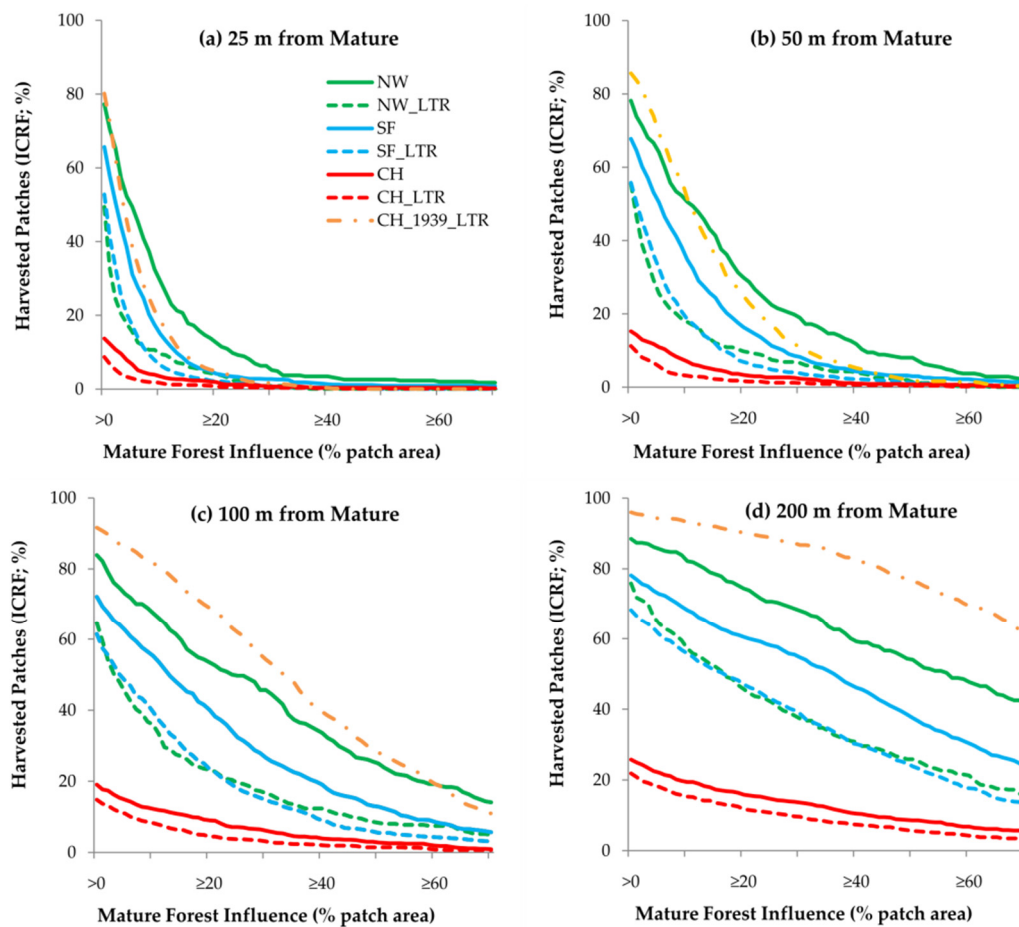 (a) 25 m from Mature
Harvested Patches (ICRF; %)
100
80
60
40
20
0
NW
NW_LTR
SF
SF_LTR
CH
CH_LTR
CH_1939_LTR
>0
≥20
≥40
≥60
Mature Forest Influence (% patch area)
(b) 50 m from Mature
Harvested Patches (ICRF; %)
100
80
60
40
20
0
>0
≥20
≥40
≥60
Mature Forest Influence (% patch area)
(c) 100 m from Mature
Harvested Patches (ICRF; %)
100
80
60
40
20
0
>0
≥20
≥40
≥60
Mature Forest Influence (% patch area)
(d) 200 m from Mature
Harvested Patches (ICRF; %)
100
80
60
40
20
0
>0
≥20
≥40
≥60
Mature Forest Influence (% patch area)